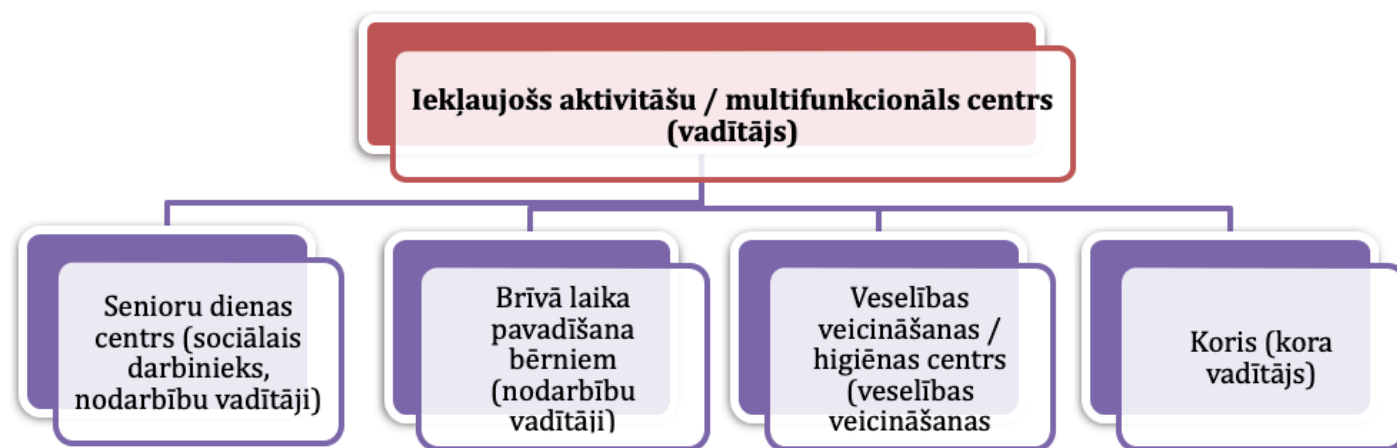 Iekļaujošs aktivitāšu / multifunkcionāls centrs
(vadītājs)
Senioru dienas
centrs (sociālais
darbinieks,
nodarbību vadītāji)
Brīvā laika
pavadīšana
bērniem
(nodarbību
vadītāji)
Veselības
veicināšanas /
higiēnas centrs
(veselības
veicināšanas
Koris (kora
vadītājs)